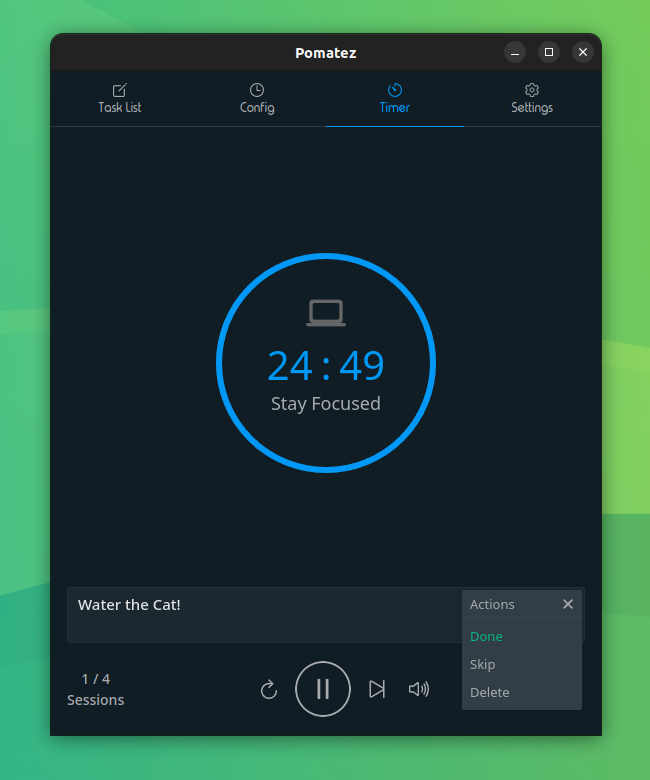 Pomatez
Task List
Config
Timer
Settings
24 : 49
Stay Focused
Water the Cat!
Actions
Done
Skip
Delete
1 / 4
Sessions